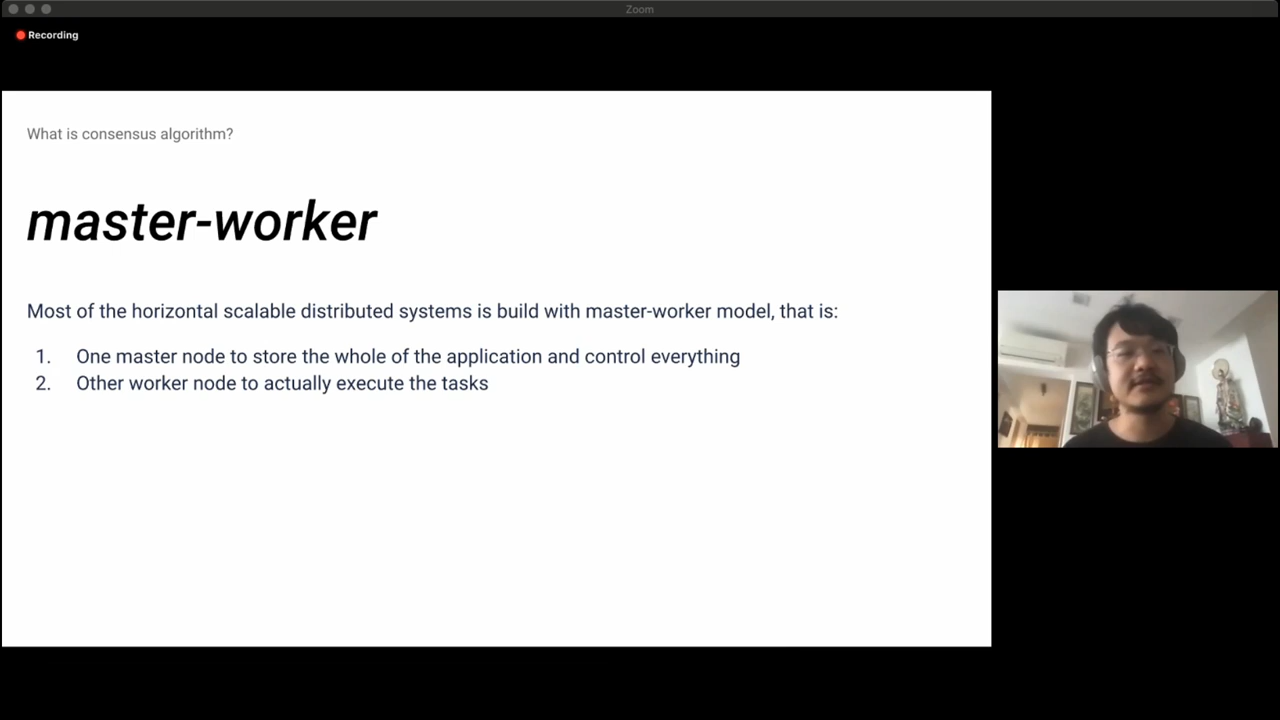 Zoom
Recording
What is consensus algorithm?
master-worker
Most of the horizontal scalable distributed systems is build with master-worker model, that is:
1. One master node to store the whole of the application and control everything
2. Other worker node to actually execute the tasks